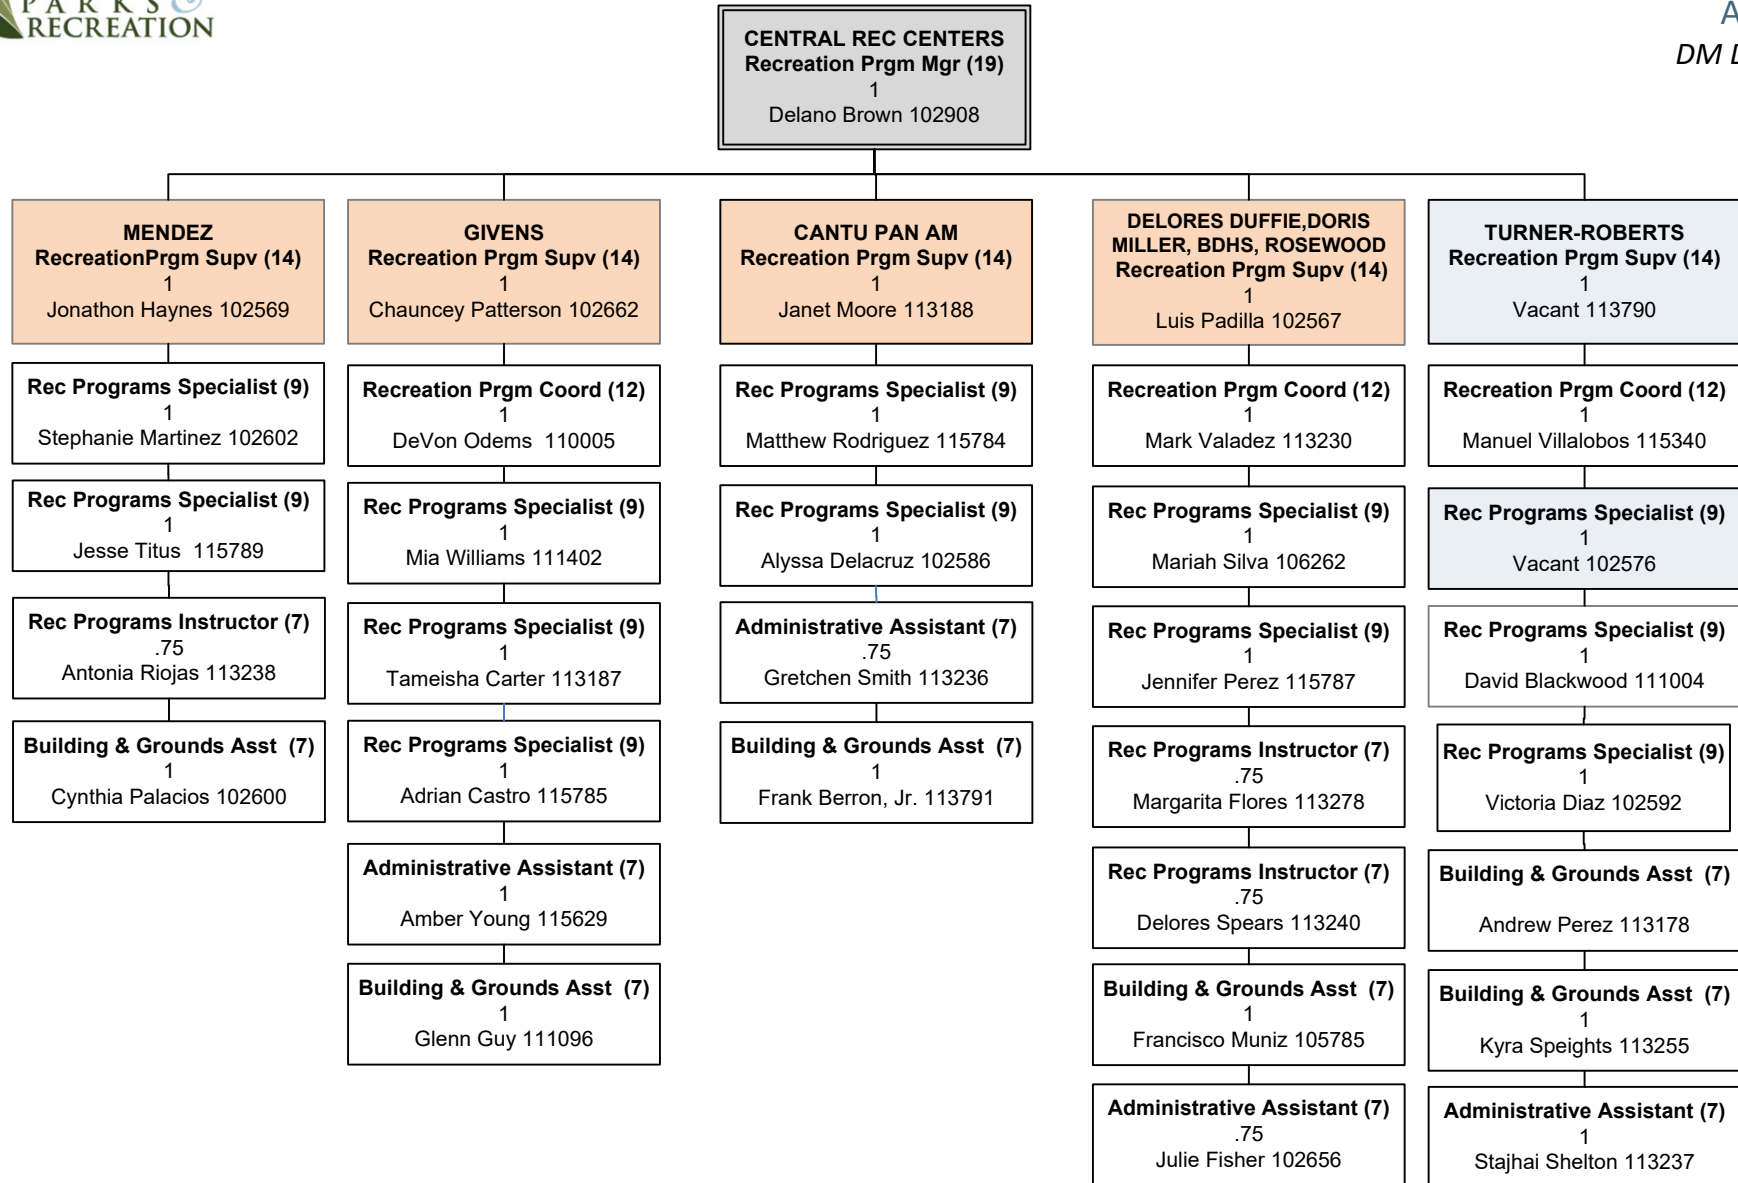 PARKS &
RECREATION
A
DM D
CENTRAL REC CENTERS
Recreation Prgm Mgr (19)
1
Delano Brown 102908
MENDEZ
RecreationPrgm Supv (14)
1
Jonathon Haynes 102569
Rec Programs Specialist (9)
1
Stephanie Martinez 102602
Rec Programs Specialist (9)
1
Jesse Titus  115789
Rec Programs Instructor (7)
.75
Antonia Riojas 113238
Building & Grounds Asst  (7)
1
Cynthia Palacios 102600
GIVENS
Recreation Prgm Supv (14)
1
Chauncey Patterson 102662
Recreation Prgm Coord (12)
1
DeVon Odems  110005
Rec Programs Specialist (9)
1
Mia Williams 111402
Rec Programs Specialist (9)
1
Tameisha Carter 113187
Rec Programs Specialist (9)
1
Adrian Castro 115785
Administrative Assistant (7)
1
Amber Young 115629
Building & Grounds Asst  (7)
1
Glenn Guy 111096
CANTU PAN AM
Recreation Prgm Supv (14)
1
Janet Moore 113188
Rec Programs Specialist (9)
1
Matthew Rodriguez 115784
Rec Programs Specialist (9)
1
Alyssa Delacruz 102586
Administrative Assistant (7)
.75
Gretchen Smith 113236
Building & Grounds Asst  (7)
1
Frank Berron, Jr. 113791
DELORES DUFFIE,DORIS
MILLER, BDHS, ROSEWOOD
Recreation Prgm Supv (14)
1
Luis Padilla 102567
Recreation Prgm Coord (12)
1
Mark Valadez 113230
Rec Programs Specialist (9)
1
Mariah Silva 106262
Rec Programs Specialist (9)
1
Jennifer Perez 115787
Rec Programs Instructor (7)
.75
Margarita Flores 113278
Rec Programs Instructor (7)
.75
Delores Spears 113240
Building & Grounds Asst  (7)
1
Francisco Muniz 105785
Administrative Assistant (7)
.75
Julie Fisher 102656
TURNER-ROBERTS
Recreation Prgm Supv (14)
1
Vacant 113790
Recreation Prgm Coord (12)
1
Manuel Villalobos 115340
Rec Programs Specialist (9)
1
Vacant 102576
Rec Programs Specialist (9)
1
David Blackwood 111004
Rec Programs Specialist (9)
1
Victoria Diaz 102592
Building & Grounds Asst  (7)
Andrew Perez 113178
Building & Grounds Asst  (7)
1
Kyra Speights 113255
Administrative Assistant (7)
1
Stajhai Shelton 113237